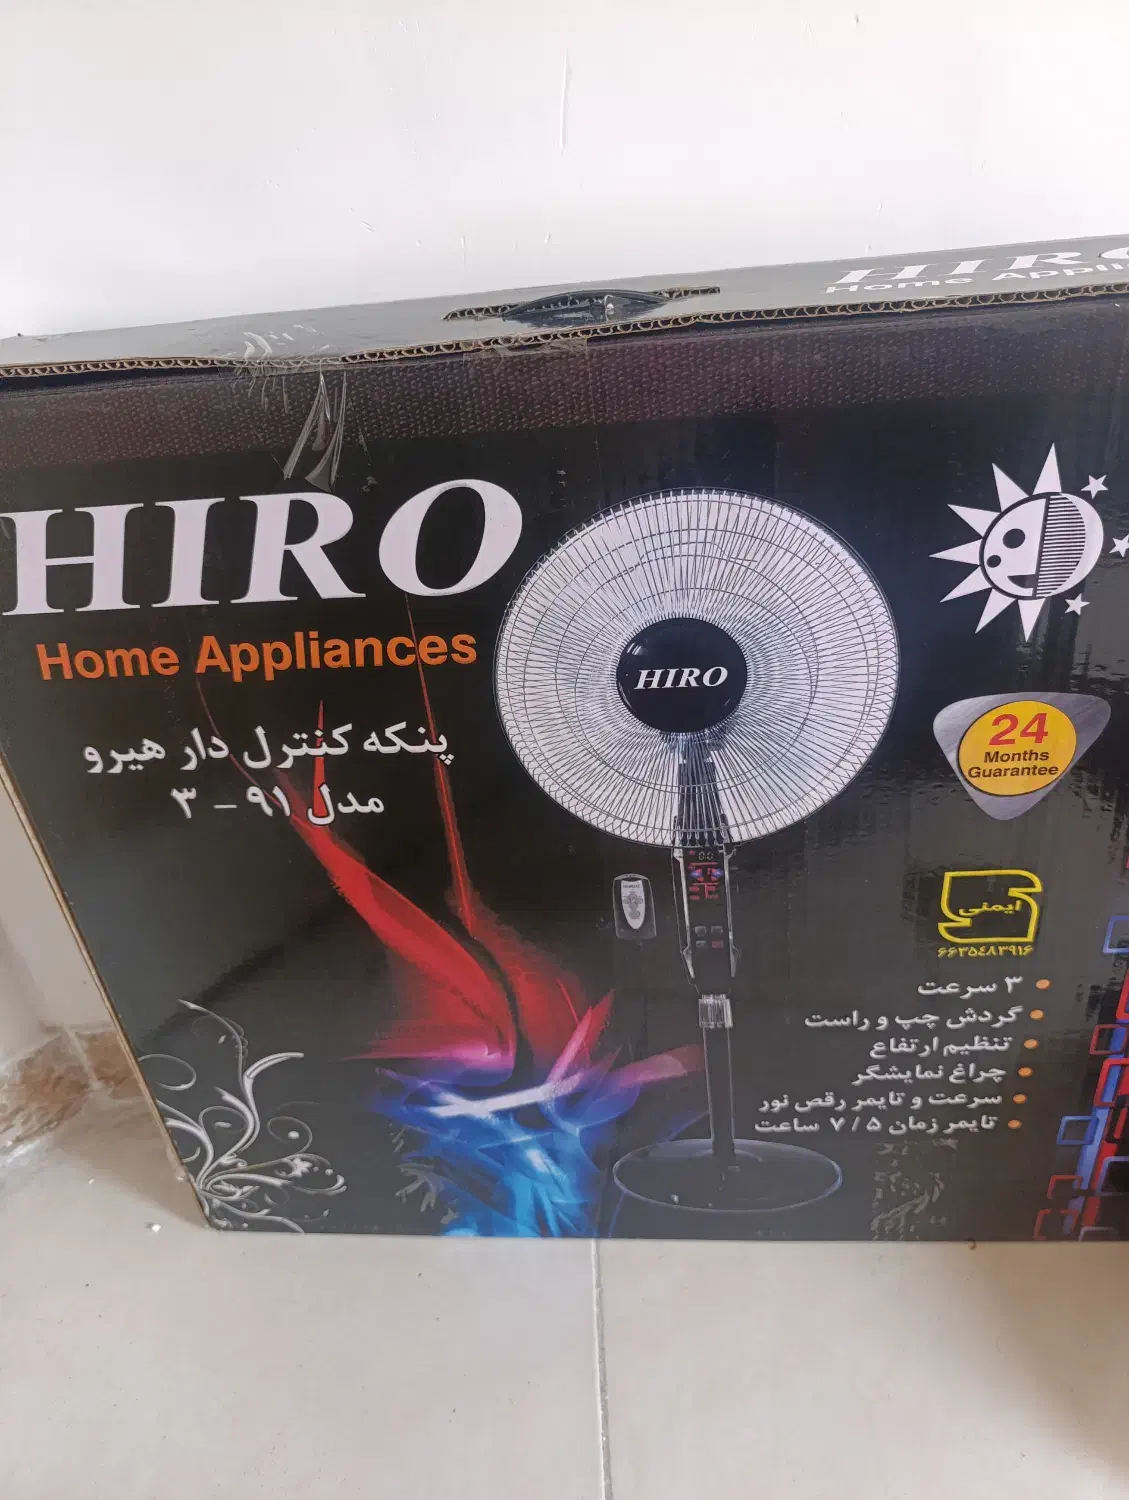 HIRO
Home Appli
HIRO
Home Appliances
پنکه کنترل دار هیرو
مدل ۹۱ – ۳
HIRO
24
Months
Guarantee
ایمنی
۶۶۳۵۴۸۳۹۱۶
۳ سرعت
گردش چپ و راست
تنظیم ارتفاع
چراغ نمایشگر
سرعت و تایمر رقص نور
تایمر زمان ۷/۵ ساعت